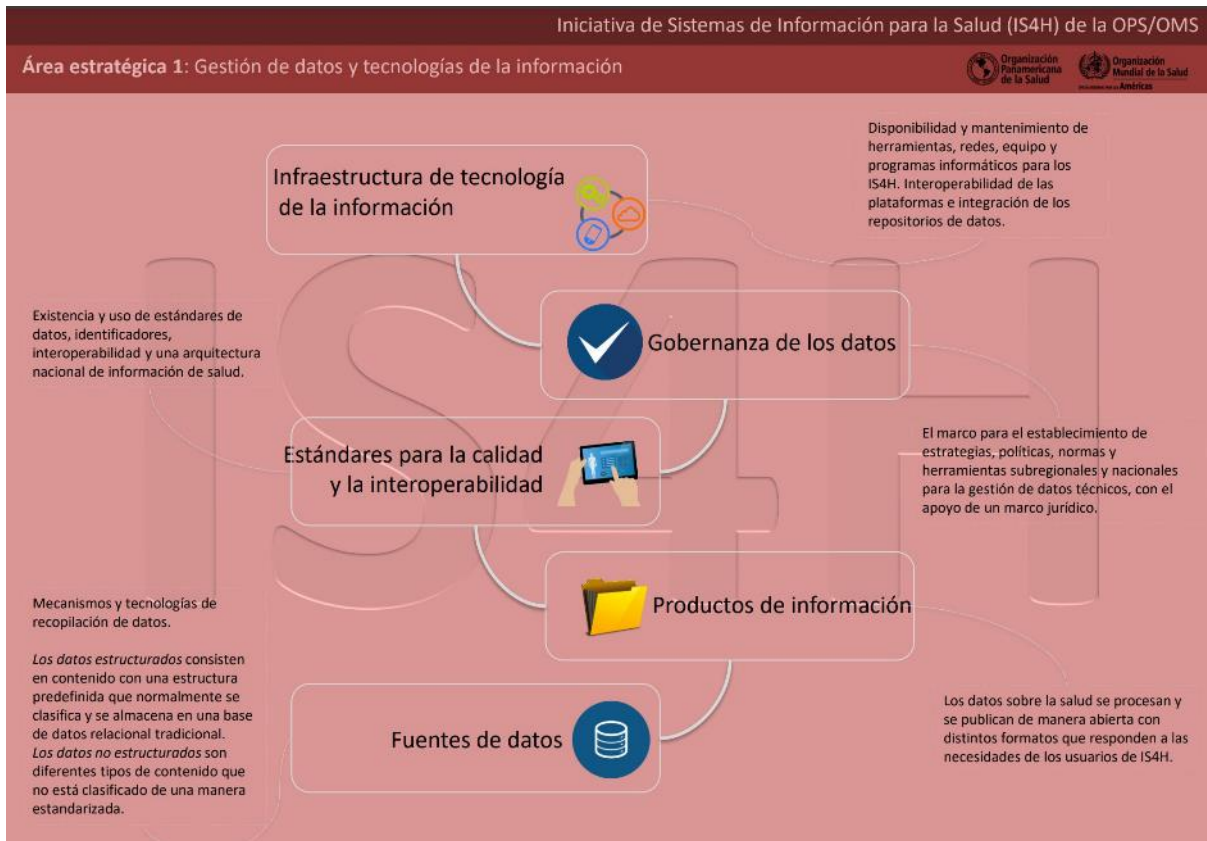 Iniciativa de Sistemas de Información para la Salud (IS4H) de la OPS/OMS
Área estratégica 1: Gestión de datos y tecnologías de la información
Organización
Panamericana
de la Salud
Organización
Mundial de la Salud
Américas
Disponibilidad y mantenimiento de
herramientas, redes, equipo y
programas informáticos para los
IS4H. Interoperabilidad de las
plataformas e integración de los
repositorios de datos.
Infraestructura de tecnología
de la información
IS4H
Existencia y uso de estándares de
datos, identificadores,
interoperabilidad y una arquitectura
nacional de información de salud.
Gobernanza de los datos
El marco para el establecimiento de
estrategias, políticas, normas y
herramientas subregionales y nacionales
para la gestión de datos técnicos, con el
apoyo de un marco jurídico.
Estándares para la calidad
y la interoperabilidad
Productos de información
Mecanismos y tecnologías de
recopilación de datos.
Los datos estructurados consisten
en contenido con una estructura
predefinida que normalmente se
clasifica y se almacena en una base
de datos relacional tradicional.
Los datos no estructurados son
diferentes tipos de contenido que
no está clasificado de una manera
estandarizada.
Fuentes de datos
Los datos sobre la salud se procesan y
se publican de manera abierta con
distintos formatos que responden a las
necesidades de los usuarios de IS4H.